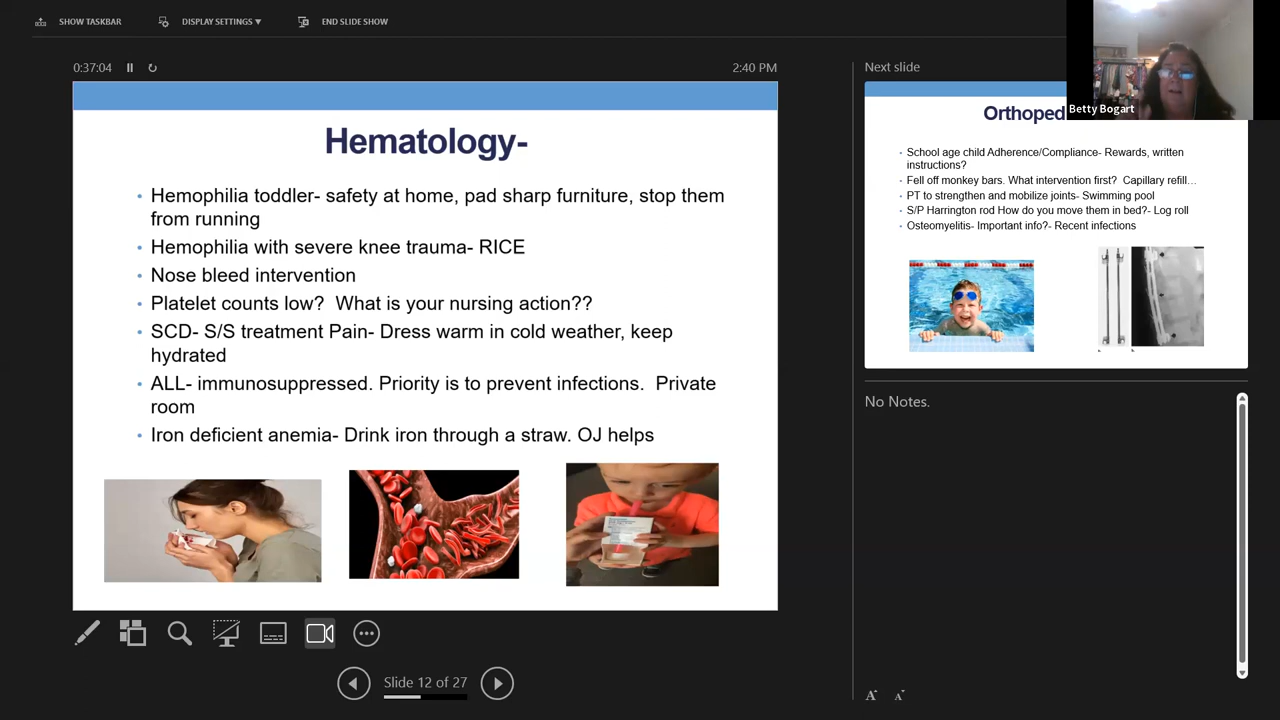 SHOW TASKBAR
DISPLAY SETTINGS ▼
END SLIDE SHOW
0:37:04
2:40 PM
Hematology-
• Hemophilia toddler- safety at home, pad sharp furniture, stop them
from running
• Hemophilia with severe knee trauma- RICE
• Nose bleed intervention
• Platelet counts low? What is your nursing action??
• SCD- S/S treatment Pain- Dress warm in cold weather, keep
hydrated
• ALL- immunosuppressed. Priority is to prevent infections. Private
room
• Iron deficient anemia- Drink iron through a straw. OJ helps
Slide 12 of 27
Next slide
Betty Bogart
Orthoped
• School age child Adherence/Compliance- Rewards, written
instructions?
• Fell off monkey bars. What intervention first? Capillary refill…
• PT to strengthen and mobilize joints- Swimming pool
• S/P Harrington rod How do you move them in bed?- Log roll
• Osteomyelitis- Important info?- Recent infections
No Notes.
A A